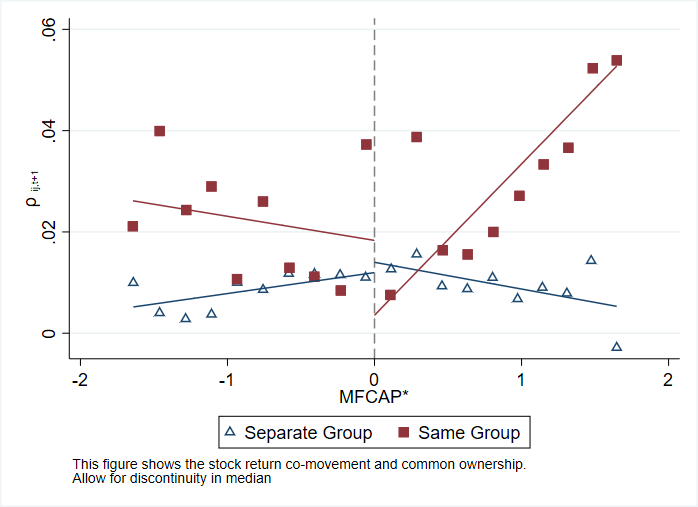 .06
.04
.02
0
ρ ij,t+1
-2 -1 0 1 2
MFCAP*
Separate Group Same Group
This figure shows the stock return co-movement and common ownership.
Allow for discontinuity in median